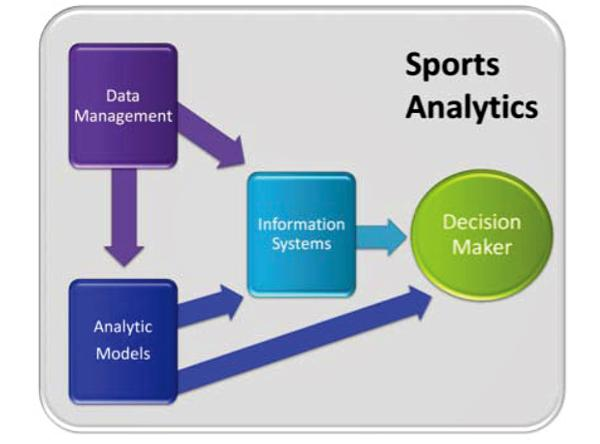 Sports
Analytics
Data
Management
Information
Systems
Decision
Maker
Analytic
Models